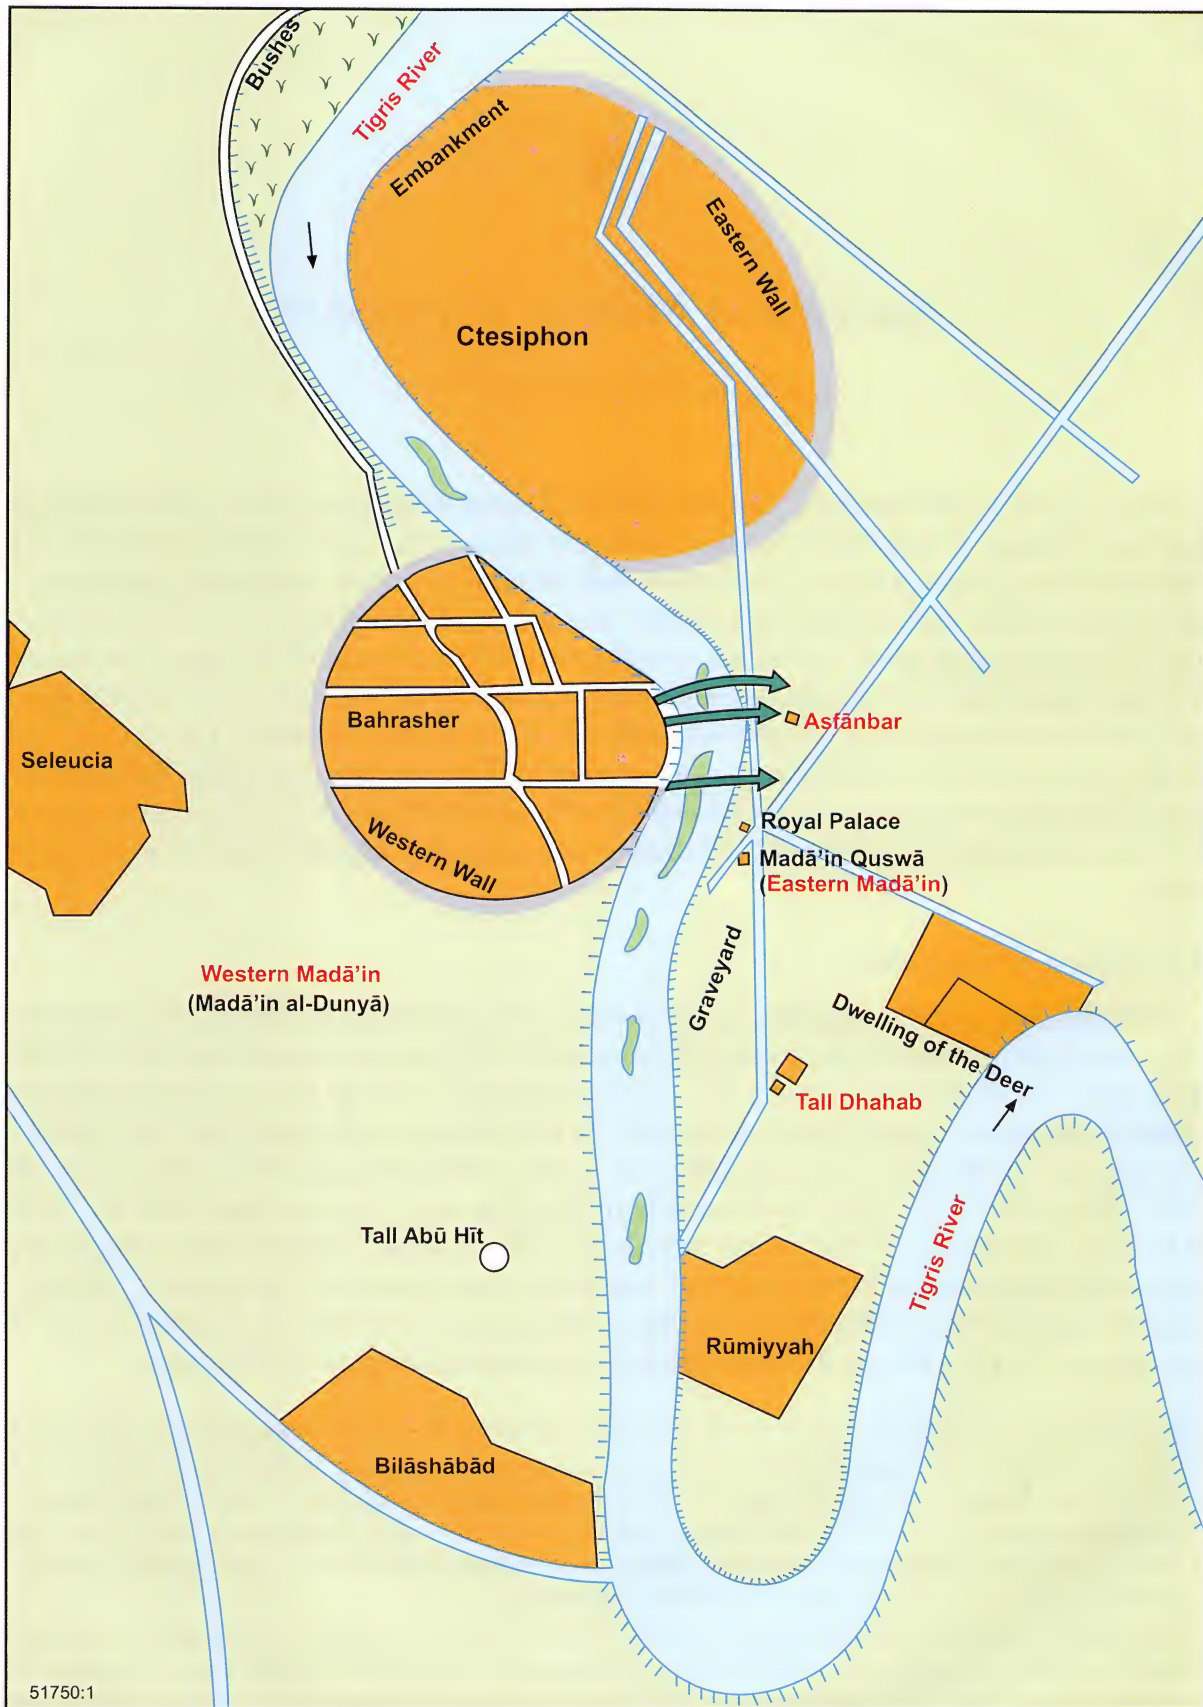 Bushes
Tigris River
Embankment
Eastern Wall
Ctesiphon
Bahrasher
Asfānbar
Seleucia
Western Wall
Royal Palace
Madā'in Quswā
(Eastern Madā'in)
Western Madā'in
(Madā'in al-Dunyā)
Graveyard
Dwelling of the Deer
Tall Dhahab
Tall Abū Hīt
Tigris River
Rūmiyyah
Bilāshābād
51750:1